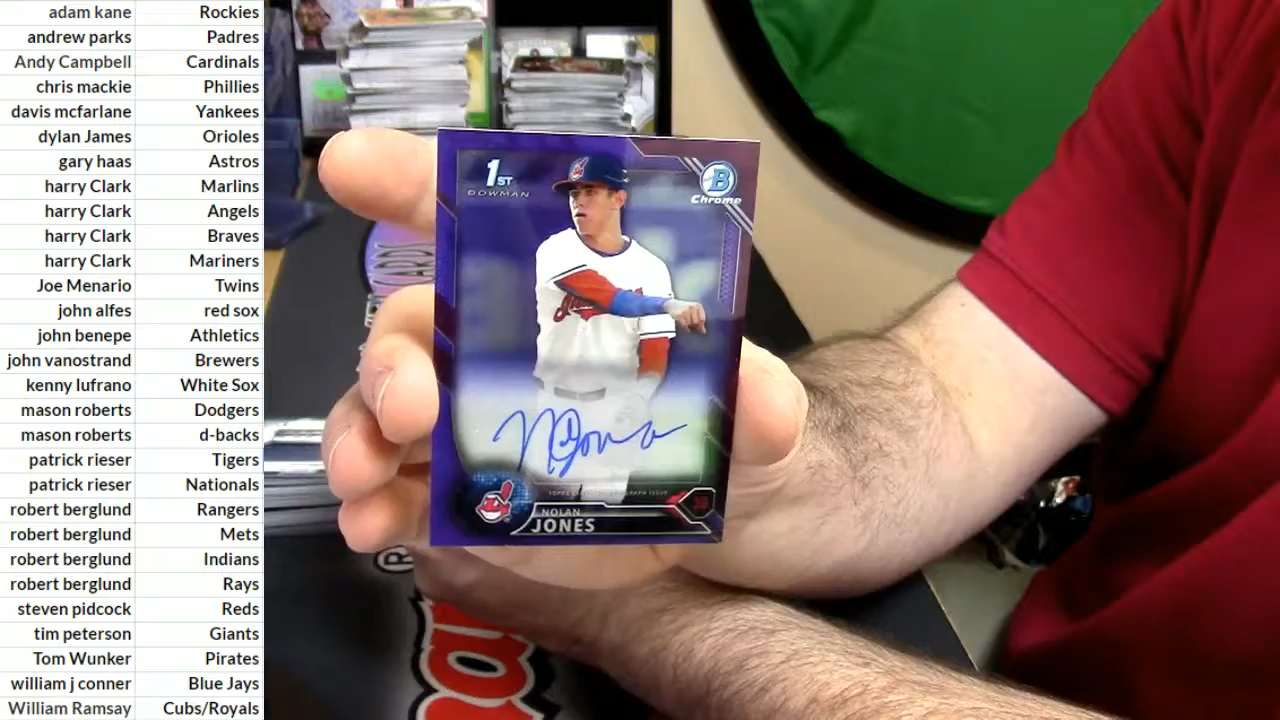 adam kane Rockies
andrew parks Padres
Andy Campbell Cardinals
chris mackie Phillies
davis mcfarlane Yankees
dylan James Orioles
gary haas Astros
harry Clark Marlins
harry Clark Angels
harry Clark Braves
harry Clark Mariners
Joe Menario Twins
john alfes red sox
john benepe Athletics
john vanostrand Brewers
kenny lufrano White Sox
mason roberts Dodgers
mason roberts d-backs
patrick rieser Tigers
patrick rieser Nationals
robert berglund Rangers
robert berglund Mets
robert berglund Indians
robert berglund Rays
steven pidcock Reds
tim peterson Giants
Tom Wunker Pirates
william j conner Blue Jays
William Ramsay Cubs/Royals
1ST
BOWMAN
B
Chrome
NOLAN
JONES